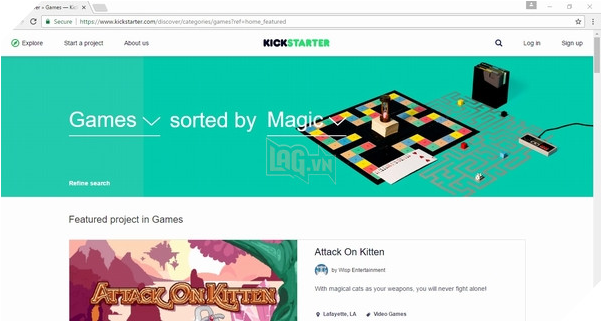 rter » Games — Kick
Secure https://www.kickstarter.com/discover/categories/games?ref=home_featured
Explore Start a project About us KICKSTARTER Log in Sign up
Games sorted by Magic
LAG.VN
Refine search
Featured project in Games
ATTACK ON KITTEN
Attack On Kitten
by Wop Entertainment
With magical cats as your weapons, you will never fight alone!
Lafayette, LA Video Games